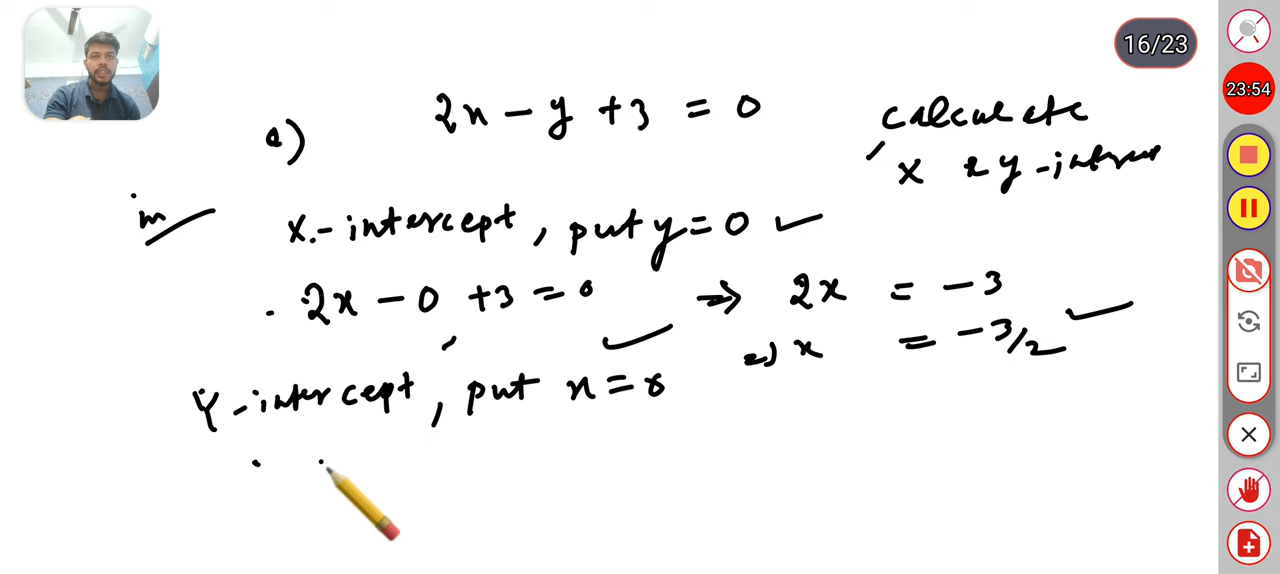 16/23
23:54
a) 2x - y + 3 = 0
calculate
x & y-intercept
X-intercept, put y = 0
2x - 0 + 3 = 0 ⇒ 2x = -3
⇒ x = -3/2
Y-intercept, put x = 0